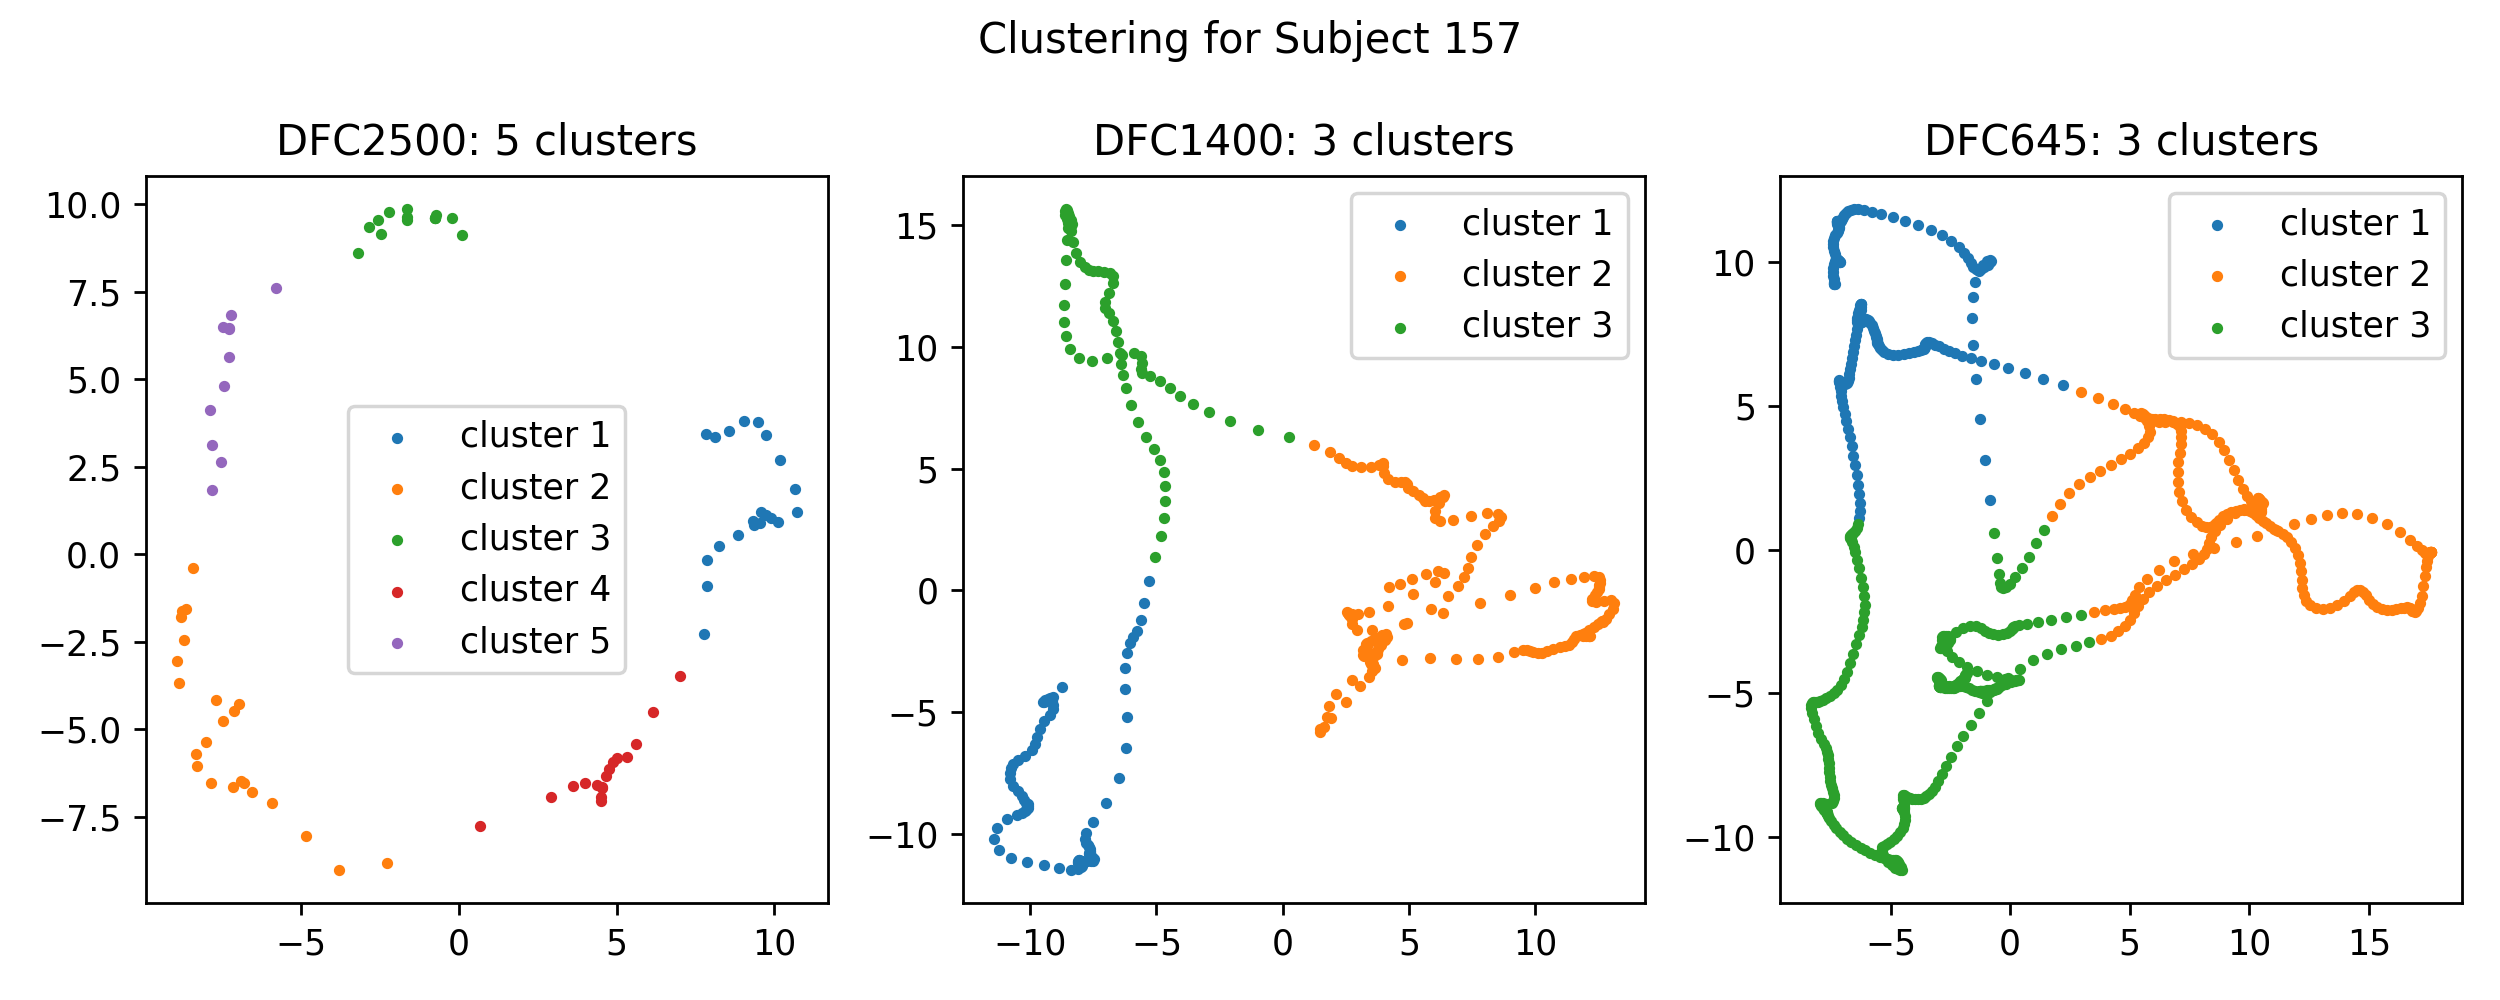 Clustering for Subject 157
DFC2500: 5 clusters
10.0
7.5
5.0
2.5
0.0
−2.5
−5.0
−7.5
−5
0
5
10
cluster 1
cluster 2
cluster 3
cluster 4
cluster 5
DFC1400: 3 clusters
15
10
5
0
−5
−10
−10
−5
0
5
10
cluster 1
cluster 2
cluster 3
DFC645: 3 clusters
10
5
0
−5
−10
−5
0
5
10
15
cluster 1
cluster 2
cluster 3